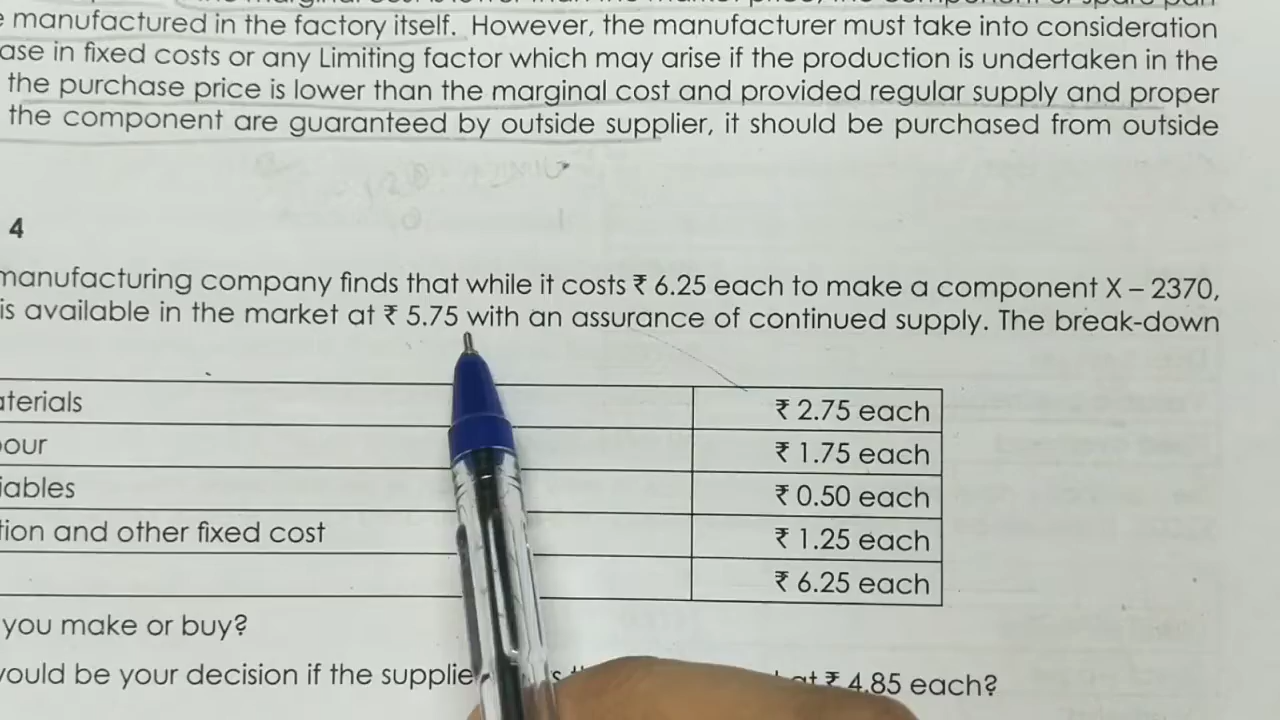 manufactured in the factory itself. However, the manufacturer must take into consideration
ase in fixed costs or any Limiting factor which may arise if the production is undertaken in the
the purchase price is lower than the marginal cost and provided regular supply and proper
the component are guaranteed by outside supplier, it should be purchased from outside
4
manufacturing company finds that while it costs ₹ 6.25 each to make a component X – 2370,
is available in the market at ₹ 5.75 with an assurance of continued supply. The break-down
aterials ₹ 2.75 each
our ₹ 1.75 each
iables ₹ 0.50 each
tion and other fixed cost ₹ 1.25 each
₹ 6.25 each
you make or buy?
ould be your decision if the supplie at ₹ 4.85 each?